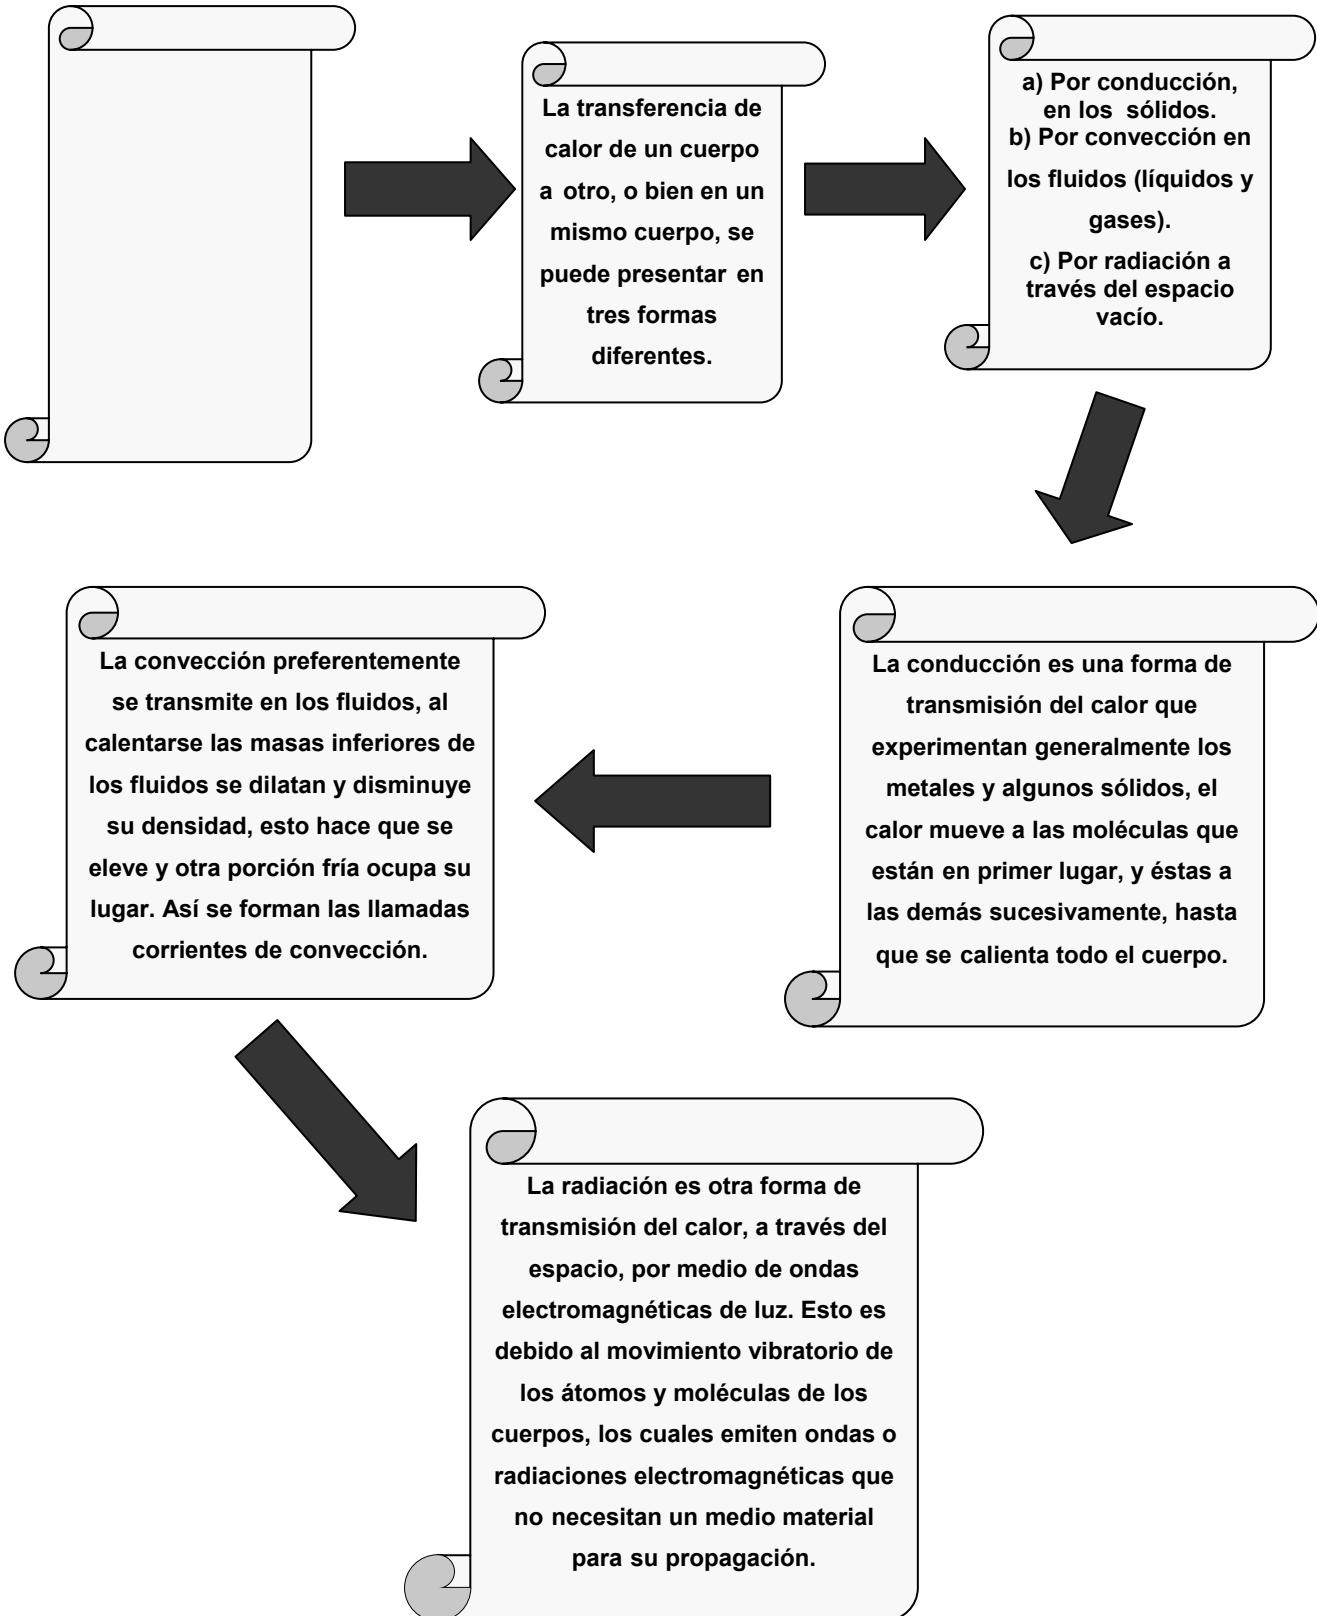 La transferencia de
calor de un cuerpo
a otro, o bien en un
mismo cuerpo, se
puede presentar en
tres formas
diferentes.
a) Por conducción,
en los sólidos.
b) Por convección en
los fluidos (líquidos y
gases).
c) Por radiación a
través del espacio
vacío.
La conducción es una forma de
transmisión del calor que
experimentan generalmente los
metales y algunos sólidos, el
calor mueve a las moléculas que
están en primer lugar, y éstas a
las demás sucesivamente, hasta
que se calienta todo el cuerpo.
La convección preferentemente
se transmite en los fluidos, al
calentarse las masas inferiores de
los fluidos se dilatan y disminuye
su densidad, esto hace que se
eleve y otra porción fría ocupa su
lugar. Así se forman las llamadas
corrientes de convección.
La radiación es otra forma de
transmisión del calor, a través del
espacio, por medio de ondas
electromagnéticas de luz. Esto es
debido al movimiento vibratorio de
los átomos y moléculas de los
cuerpos, los cuales emiten ondas o
radiaciones electromagnéticas que
no necesitan un medio material
para su propagación.